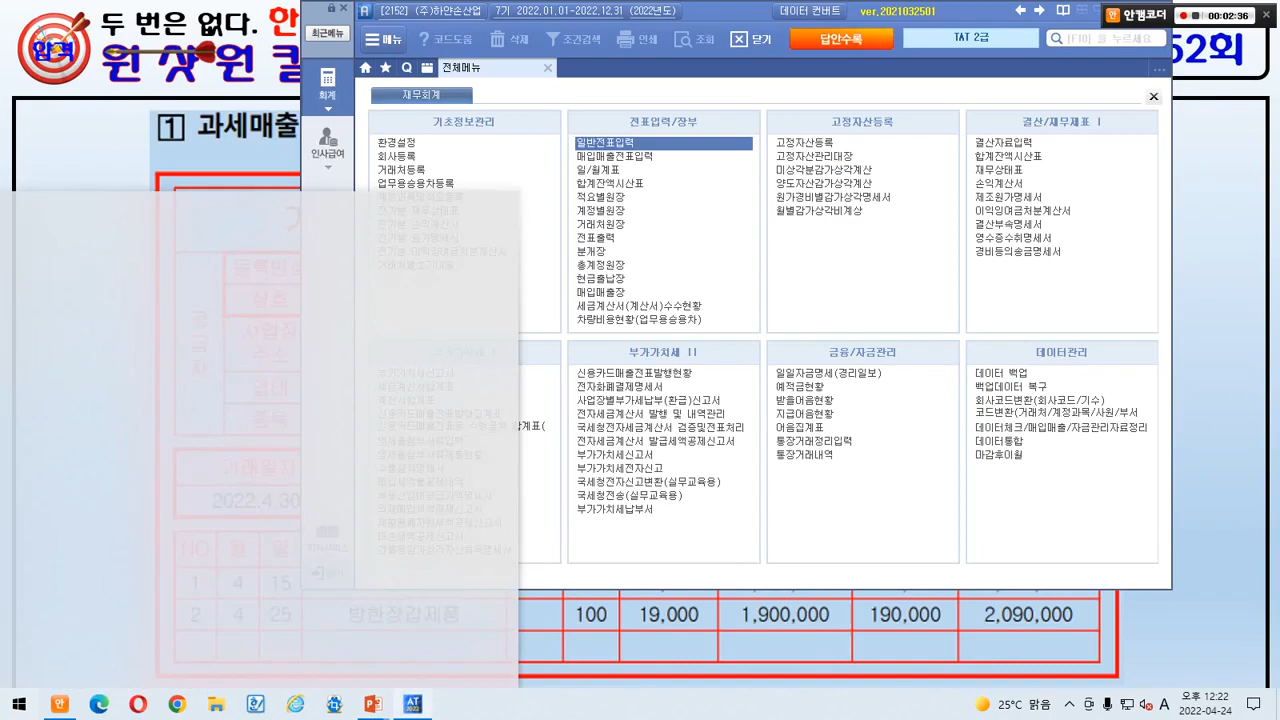 두 번은 없다. 한
합격
원 샷 원 킬
52회
1 과세매출
최근메뉴
회계
인사급여
[2152] (주)하얀손산업 7기 2022.01.01~2022.12.31 (2022년도)
데이터 컨버트
ver.2021032501
안캠코더
00:02:36
메뉴
코드도움
삭제
조건검색
인쇄
조회
닫기
답안수록
TAT 2급
[F10] 을 누르세요
전체메뉴
재무회계
기초정보관리
환경설정
회사등록
거래처등록
업무용승용차등록
전표입력/장부
일반전표입력
매입매출전표입력
일/월계표
합계잔액시산표
적요별원장
계정별원장
거래처원장
전표출력
분개장
총계정원장
현금출납장
매입매출장
세금계산서(계산서)수수현황
차량비용현황(업무용승용차)
고정자산등록
고정자산등록
고정자산관리대장
미상각분감가상각계산
양도자산감가상각계산
원가경비별감가상각명세서
월별감가상각비계상
결산/재무제표 I
결산자료입력
합계잔액시산표
재무상태표
손익계산서
제조원가명세서
이익잉여금처분계산서
결산부속명세서
영수증수취명세서
경비등의송금명세서
부가가치세 II
신용카드매출전표발행현황
전자화폐결제명세서
사업장별부가세납부(환급)신고서
전자세금계산서 발행 및 내역관리
국세청전자세금계산서 검증및전표처리
전자세금계산서 발급세액공제신고서
부가가치세신고서
부가가치세전자신고
국세청전자신고변환(실무교육용)
국세청전송(실무교육용)
부가가치세납부서
금융/자금관리
일일자금명세(경리일보)
예적금현황
받을어음현황
지급어음현황
어음집계표
통장거래정리입력
통장거래내역
데이터관리
데이터 백업
백업데이터 복구
회사코드변환(회사코드/기수)
코드변환(거래처/계정과목/사원/부서
데이터체크/매입매출/자금관리자료정리
데이터통합
마감후이월
2022.4.30
NO 월 일
1 4 15
2 4 25 방한장갑제품 100 19,000 1,900,000 190,000 2,090,000
25°C 맑음
A
오후 12:22
2022-04-24